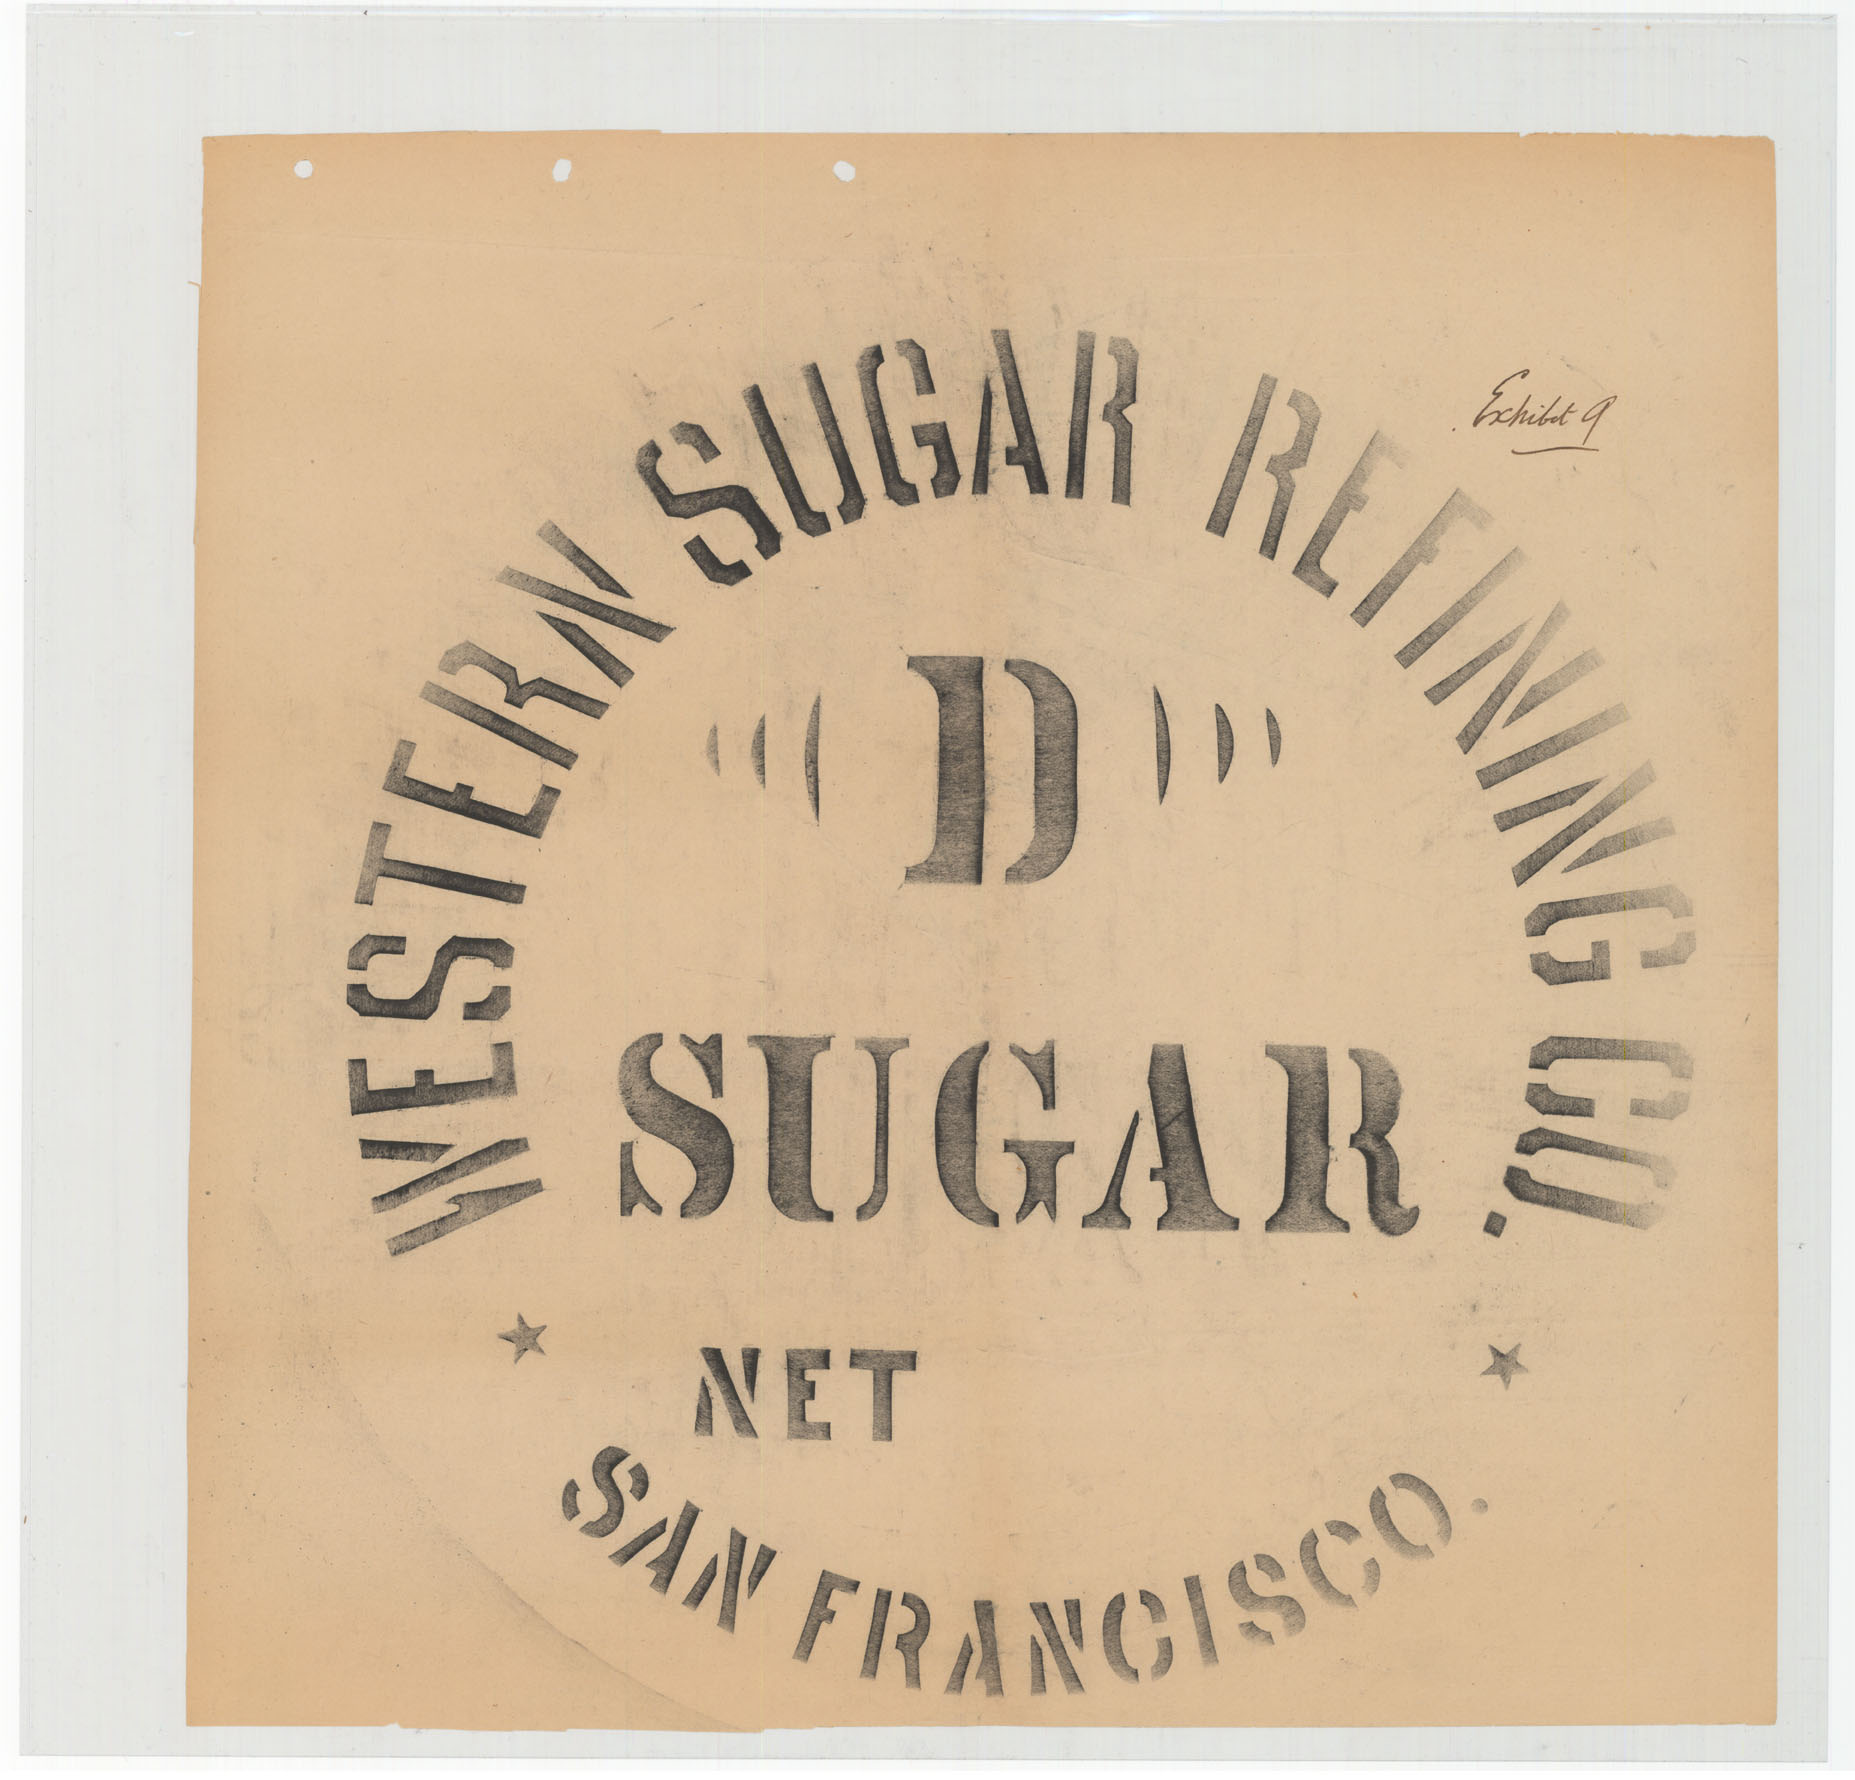 Exhibit 9
WESTERN SUGAR REFINING CO.
D
SUGAR
NET
SAN FRANCISCO.